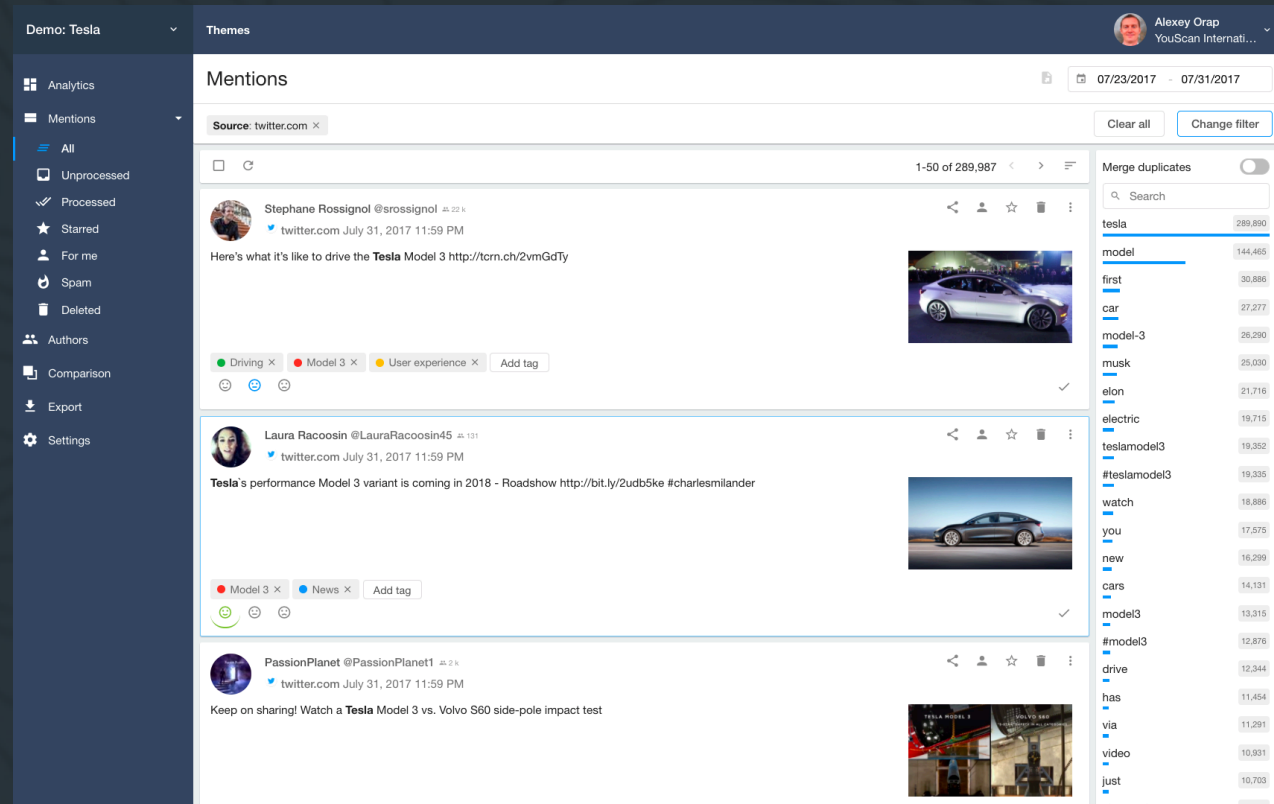 Demo: Tesla
Themes
Alexey Orap
YouScan Internati...
Analytics
Mentions
All
Unprocessed
Processed
Starred
For me
Spam
Deleted
Authors
Comparison
Export
Settings
Mentions
07/23/2017 - 07/31/2017
Source: twitter.com ×
Clear all
Change filter
1-50 of 289,987
Stephane Rossignol @srossignol 22 k
twitter.com July 31, 2017 11:59 PM
Here's what it's like to drive the Tesla Model 3 http://tcrn.ch/2vmGdTy
Driving × Model 3 × User experience × Add tag
Laura Racoosin @LauraRacoosin45 131
twitter.com July 31, 2017 11:59 PM
Tesla`s performance Model 3 variant is coming in 2018 - Roadshow http://bit.ly/2udb5ke #charlesmilander
Model 3 × News × Add tag
PassionPlanet @PassionPlanet1 2 k
twitter.com July 31, 2017 11:59 PM
Keep on sharing! Watch a Tesla Model 3 vs. Volvo S60 side-pole impact test
TESLA MODEL 3 VOLVO S60
Merge duplicates
Search
tesla 289,890
model 144,465
first 30,886
car 27,277
model-3 26,290
musk 25,030
elon 21,716
electric 19,715
teslamodel3 19,352
#teslamodel3 19,335
watch 18,886
you 17,575
new 16,299
cars 14,131
model3 13,315
#model3 12,876
drive 12,344
has 11,454
via 11,291
video 10,931
just 10,703